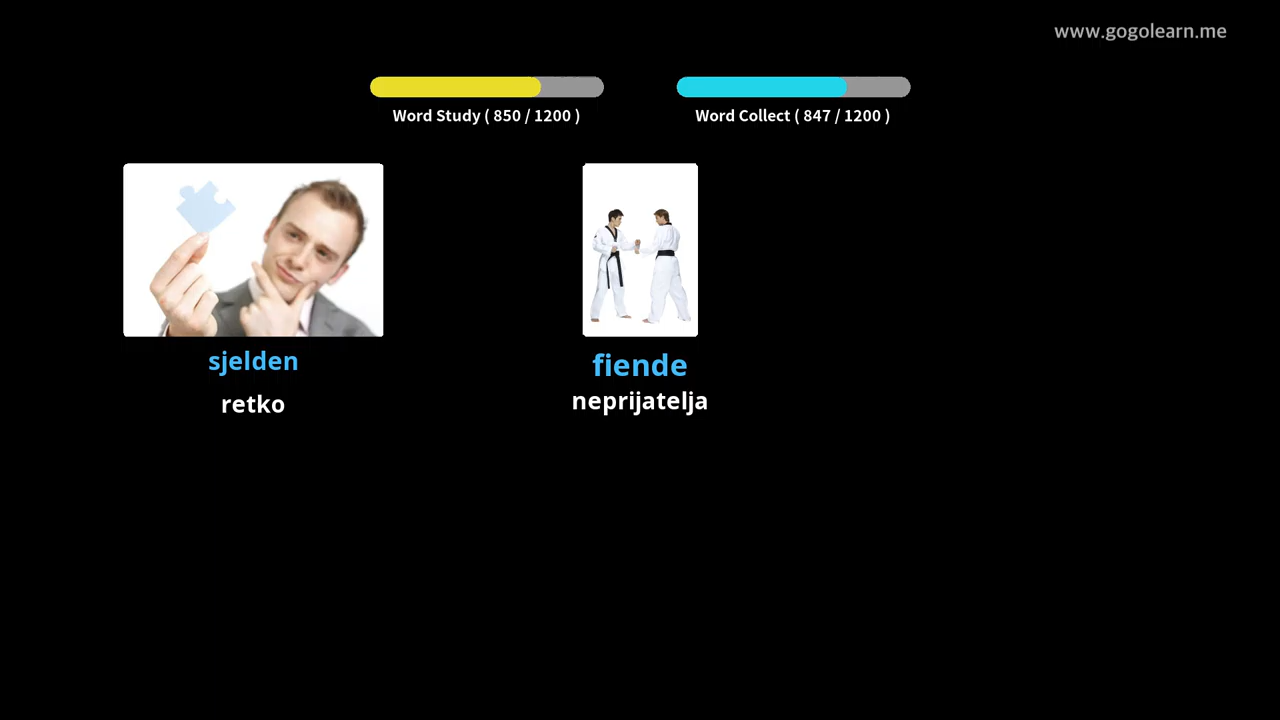 www.gogolearn.me
Word Study ( 850 / 1200 )
Word Collect ( 847 / 1200 )
sjelden
retko
fiende
neprijatelja